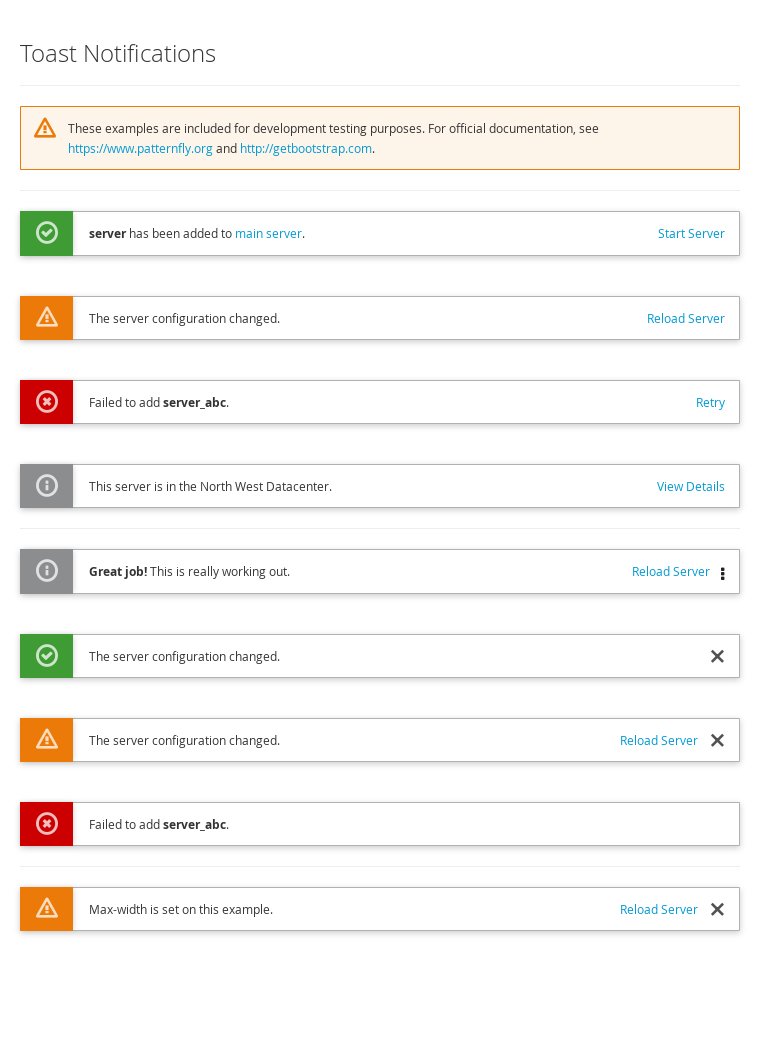 Toast Notifications
These examples are included for development testing purposes. For official documentation, see
https://www.patternfly.org and http://getbootstrap.com.
server has been added to main server. Start Server
The server configuration changed. Reload Server
Failed to add server_abc. Retry
This server is in the North West Datacenter. View Details
Great job! This is really working out. Reload Server
The server configuration changed.
The server configuration changed. Reload Server
Failed to add server_abc.
Max-width is set on this example. Reload Server